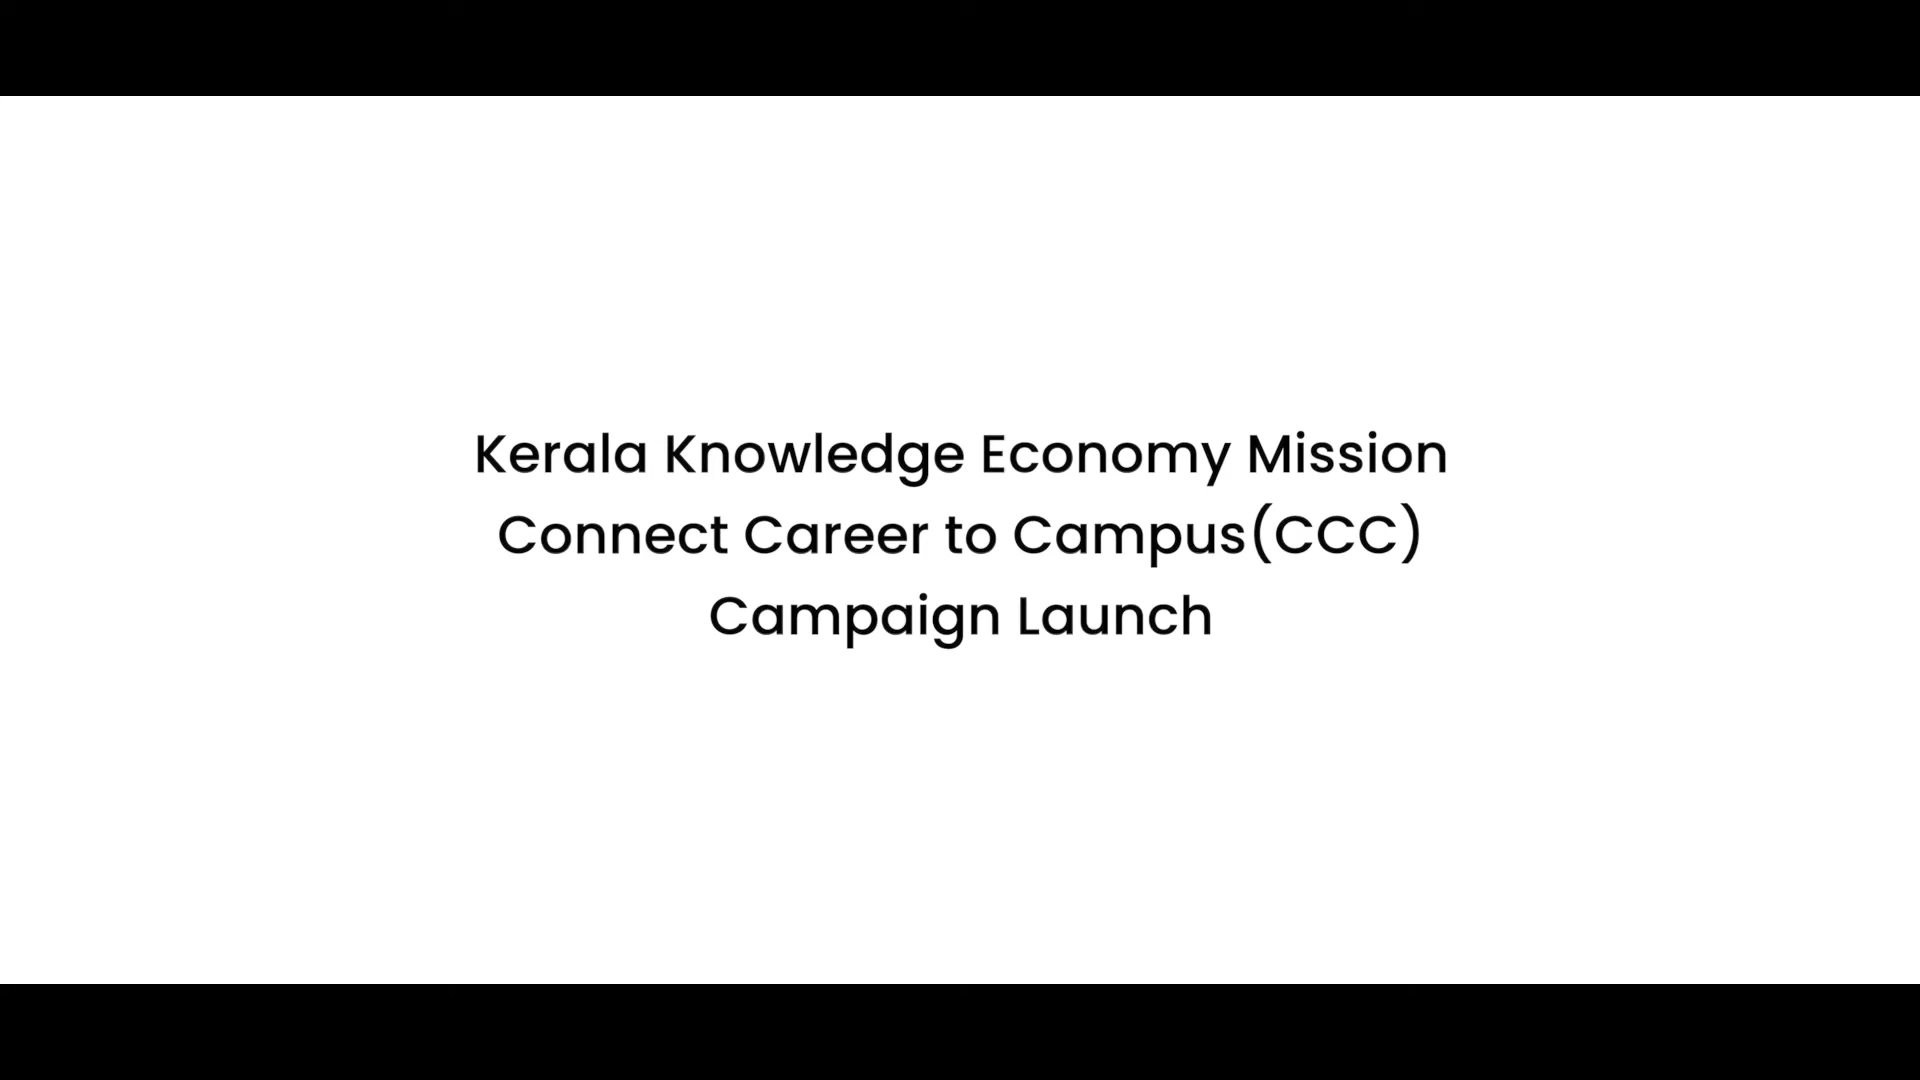 Kerala Knowledge Economy Mission
Connect Career to Campus(CCC)
Campaign Launch